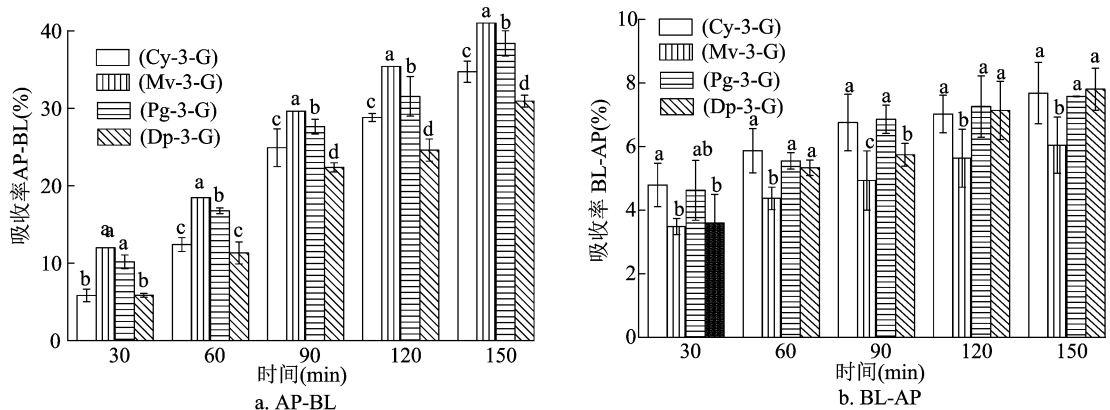 吸收率AP-BL(%)
40
30
20
10
0
(Cy-3-G)
(Mv-3-G)
(Pg-3-G)
(Dp-3-G)
b a a b
c a b c
c a b d
c a b d
c a b d
30 60 90 120 150
时间(min)
a. AP-BL
吸收率 BL-AP(%)
10
8
6
4
2
0
(Cy-3-G)
(Mv-3-G)
(Pg-3-G)
(Dp-3-G)
a b ab b
a b a a
a c a b
a b a a
a b a a
30 60 90 120 150
时间(min)
b. BL-AP